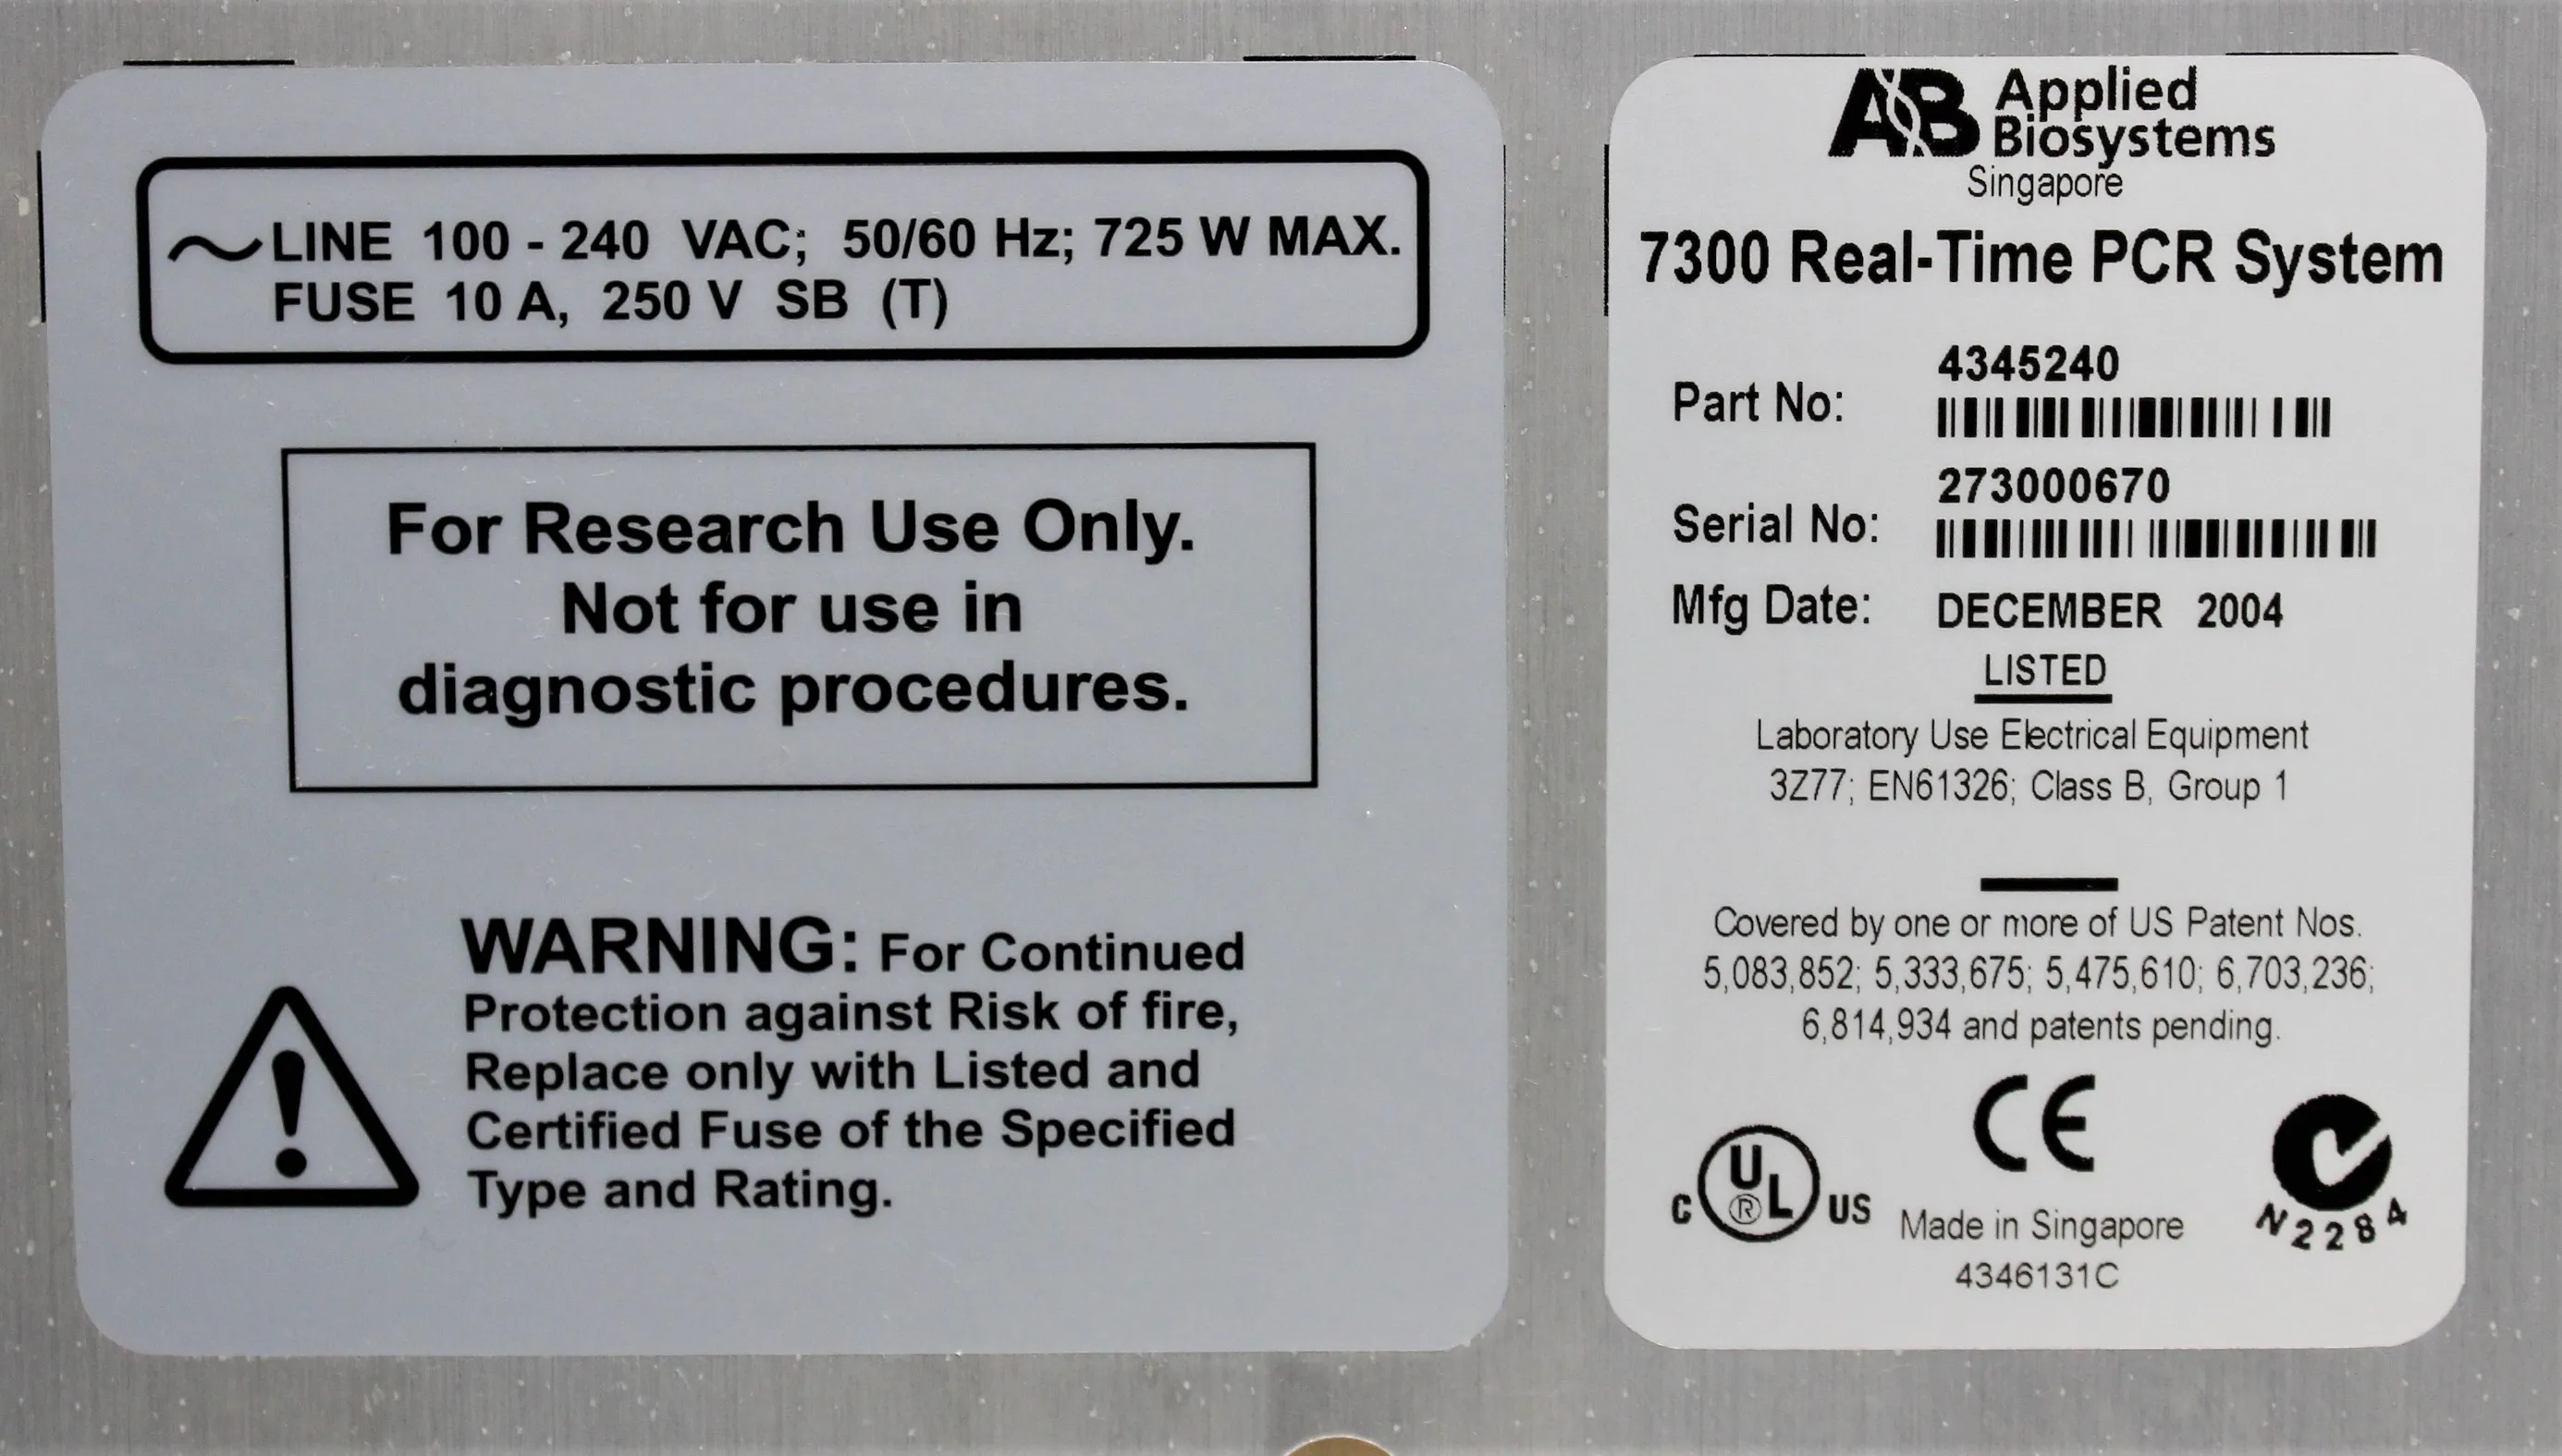 LINE 100 - 240 VAC; 50/60 Hz; 725 W MAX.
FUSE 10 A, 250 V SB (T)
For Research Use Only.
Not for use in
diagnostic procedures.
WARNING: For Continued
Protection against Risk of fire,
Replace only with Listed and
Certified Fuse of the Specified
Type and Rating.
AB Applied
Biosystems
Singapore
7300 Real-Time PCR System
4345240
Part No:
273000670
Serial No:
Mfg Date: DECEMBER 2004
LISTED
Laboratory Use Electrical Equipment
3Z77; EN61326; Class B, Group 1
Covered by one or more of US Patent Nos.
5,083,852; 5,333,675; 5,475,610; 6,703,236;
6,814,934 and patents pending.
CE
C UL ® US
Made in Singapore
N2284
4346131C